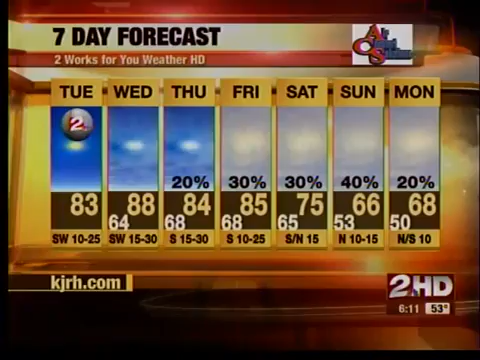 7 DAY FORECAST
2 Works for You Weather HD
Air
TUE WED THU FRI SAT SUN MON
2
20% 30% 30% 40% 20%
83 88 84 85 75 66 68
64 68 68 65 53 50
SW 10-25 SW 15-30 S 15-30 S 10-25 S/N 15 N 10-15 N/S 10
kjrh.com
2HD
6:11 53°